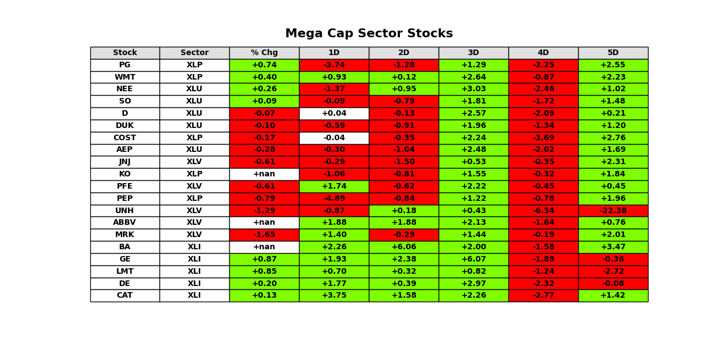 Mega Cap Sector Stocks
Stock Sector % Chg 1D 2D 3D 4D 5D
PG XLP +0.74 -3.74 -1.28 +1.29 -2.25 +2.55
WMT XLP +0.40 +0.93 +0.12 +2.64 -0.87 +2.23
NEE XLU +0.26 -1.37 +0.95 +3.03 -2.46 +1.02
SO XLU +0.09 -0.09 -0.79 +1.81 -1.72 +1.48
D XLU -0.07 +0.04 -0.13 +2.57 -2.09 +0.21
DUK XLU -0.10 -0.59 -0.91 +1.96 -1.34 +1.20
COST XLP -0.17 -0.04 -0.35 +2.24 -3.69 +2.76
AEP XLU -0.28 -0.30 -1.04 +2.48 -2.02 +1.69
JNJ XLV -0.61 -0.29 -1.50 +0.53 -0.35 +2.31
KO XLP +nan -1.06 -0.81 +1.55 -0.32 +1.84
PFE XLV -0.61 +1.74 -0.62 +2.22 -0.45 +0.45
PEP XLP -0.79 -4.89 -0.84 +1.22 -0.78 +1.96
UNH XLV -1.29 -0.87 +0.18 +0.43 -6.34 -22.38
ABBV XLV +nan +1.88 +1.88 +2.13 -1.64 +0.76
MRK XLV -1.65 +1.40 -0.29 +1.44 -0.19 +2.01
BA XLI +nan +2.26 +6.06 +2.00 -1.58 +3.47
GE XLI +0.87 +1.93 +2.38 +6.07 -1.89 -0.36
LMT XLI +0.85 +0.70 +0.32 +0.82 -1.24 -2.72
DE XLI +0.20 +1.77 +0.39 +2.97 -2.32 -0.08
CAT XLI +0.13 +3.75 +1.58 +2.26 -2.77 +1.42